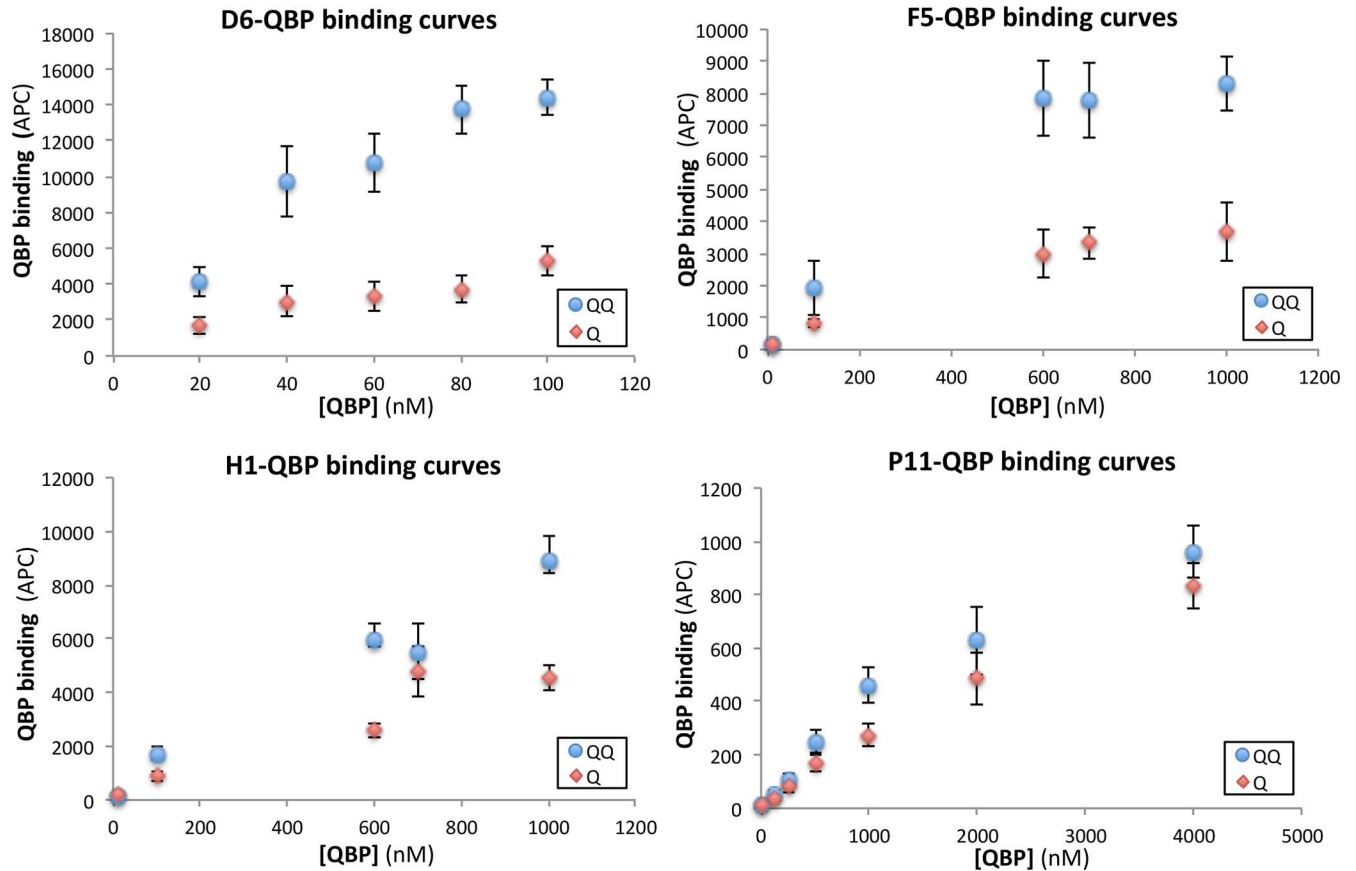 D6-QBP binding curves
QBP binding (APC)
18000
16000
14000
12000
10000
8000
6000
4000
2000
0
0 20 40 60 80 100 120
[QBP] (nM)
QQ
Q
F5-QBP binding curves
QBP binding (APC)
10000
9000
8000
7000
6000
5000
4000
3000
2000
1000
0
0 200 400 600 800 1000 1200
[QBP] (nM)
QQ
Q
H1-QBP binding curves
QBP binding (APC)
12000
10000
8000
6000
4000
2000
0
0 200 400 600 800 1000 1200
[QBP] (nM)
QQ
Q
P11-QBP binding curves
QBP binding (APC)
1200
1000
800
600
400
200
0
0 1000 2000 3000 4000 5000
[QBP] (nM)
QQ
Q